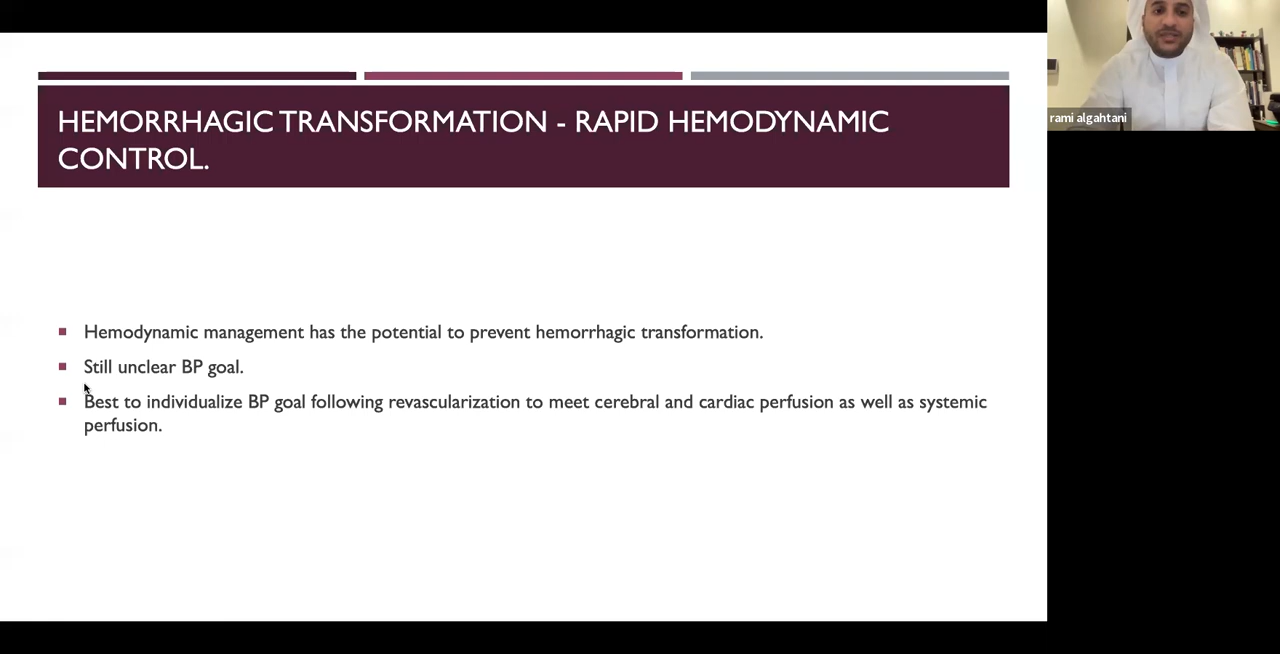 HEMORRHAGIC TRANSFORMATION - RAPID HEMODYNAMIC
CONTROL.
Hemodynamic management has the potential to prevent hemorrhagic transformation.
Still unclear BP goal.
Best to individualize BP goal following revascularization to meet cerebral and cardiac perfusion as well as systemic
perfusion.
rami algahtani